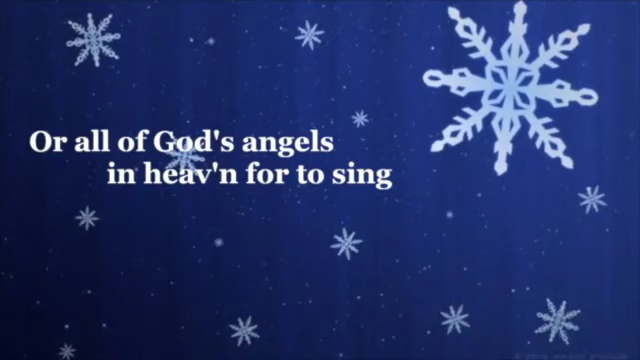 Or all of God's angels
in heav'n for to sing